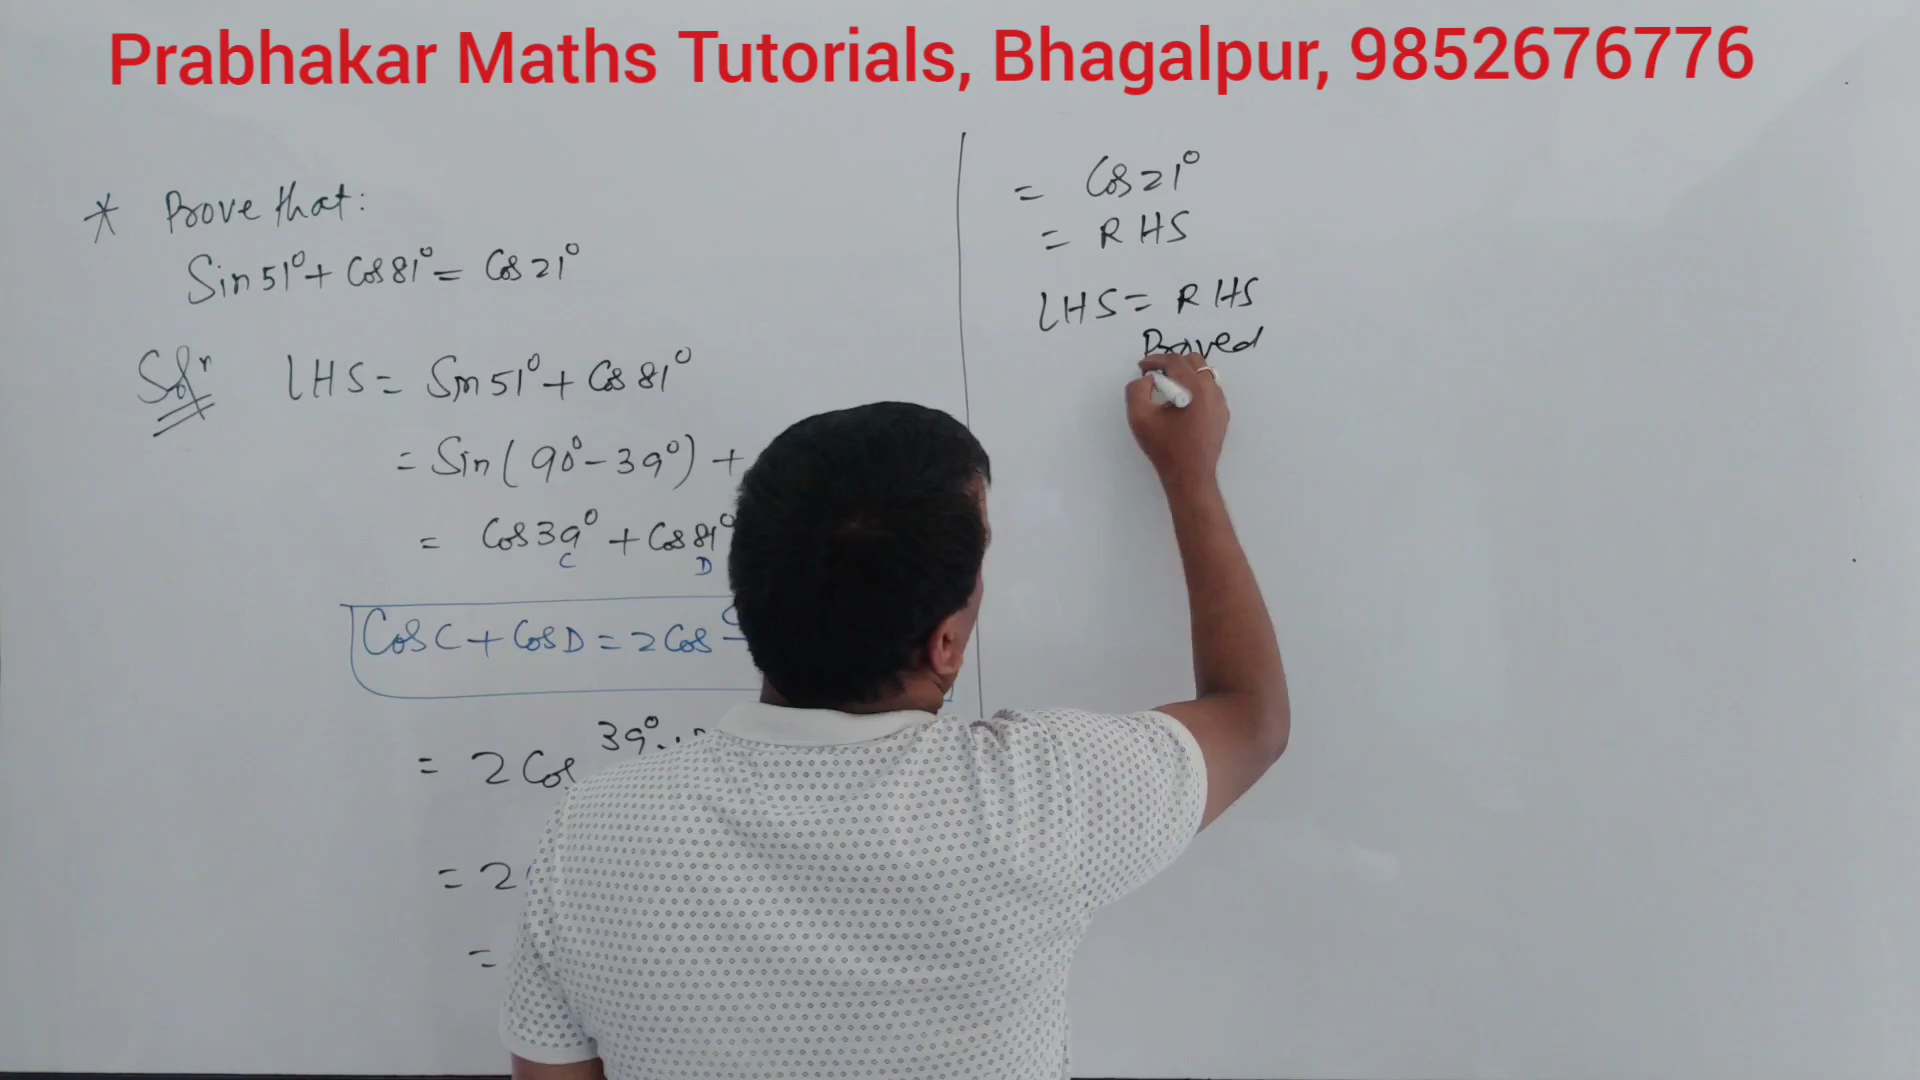 Prabhakar Maths Tutorials, Bhagalpur, 9852676776
* Prove that:
Sin 51° + Cos 81° = Cos 21°
Solⁿ LHS = Sin 51° + Cos 81°
= Sin ( 90° - 39° ) +
= Cos 39° + Cos 81°
C D
Cos C + Cos D = 2 Cos
= 2 Cos 39°
= 2
=
= Cos 21°
= RHS
LHS = RHS
Proved